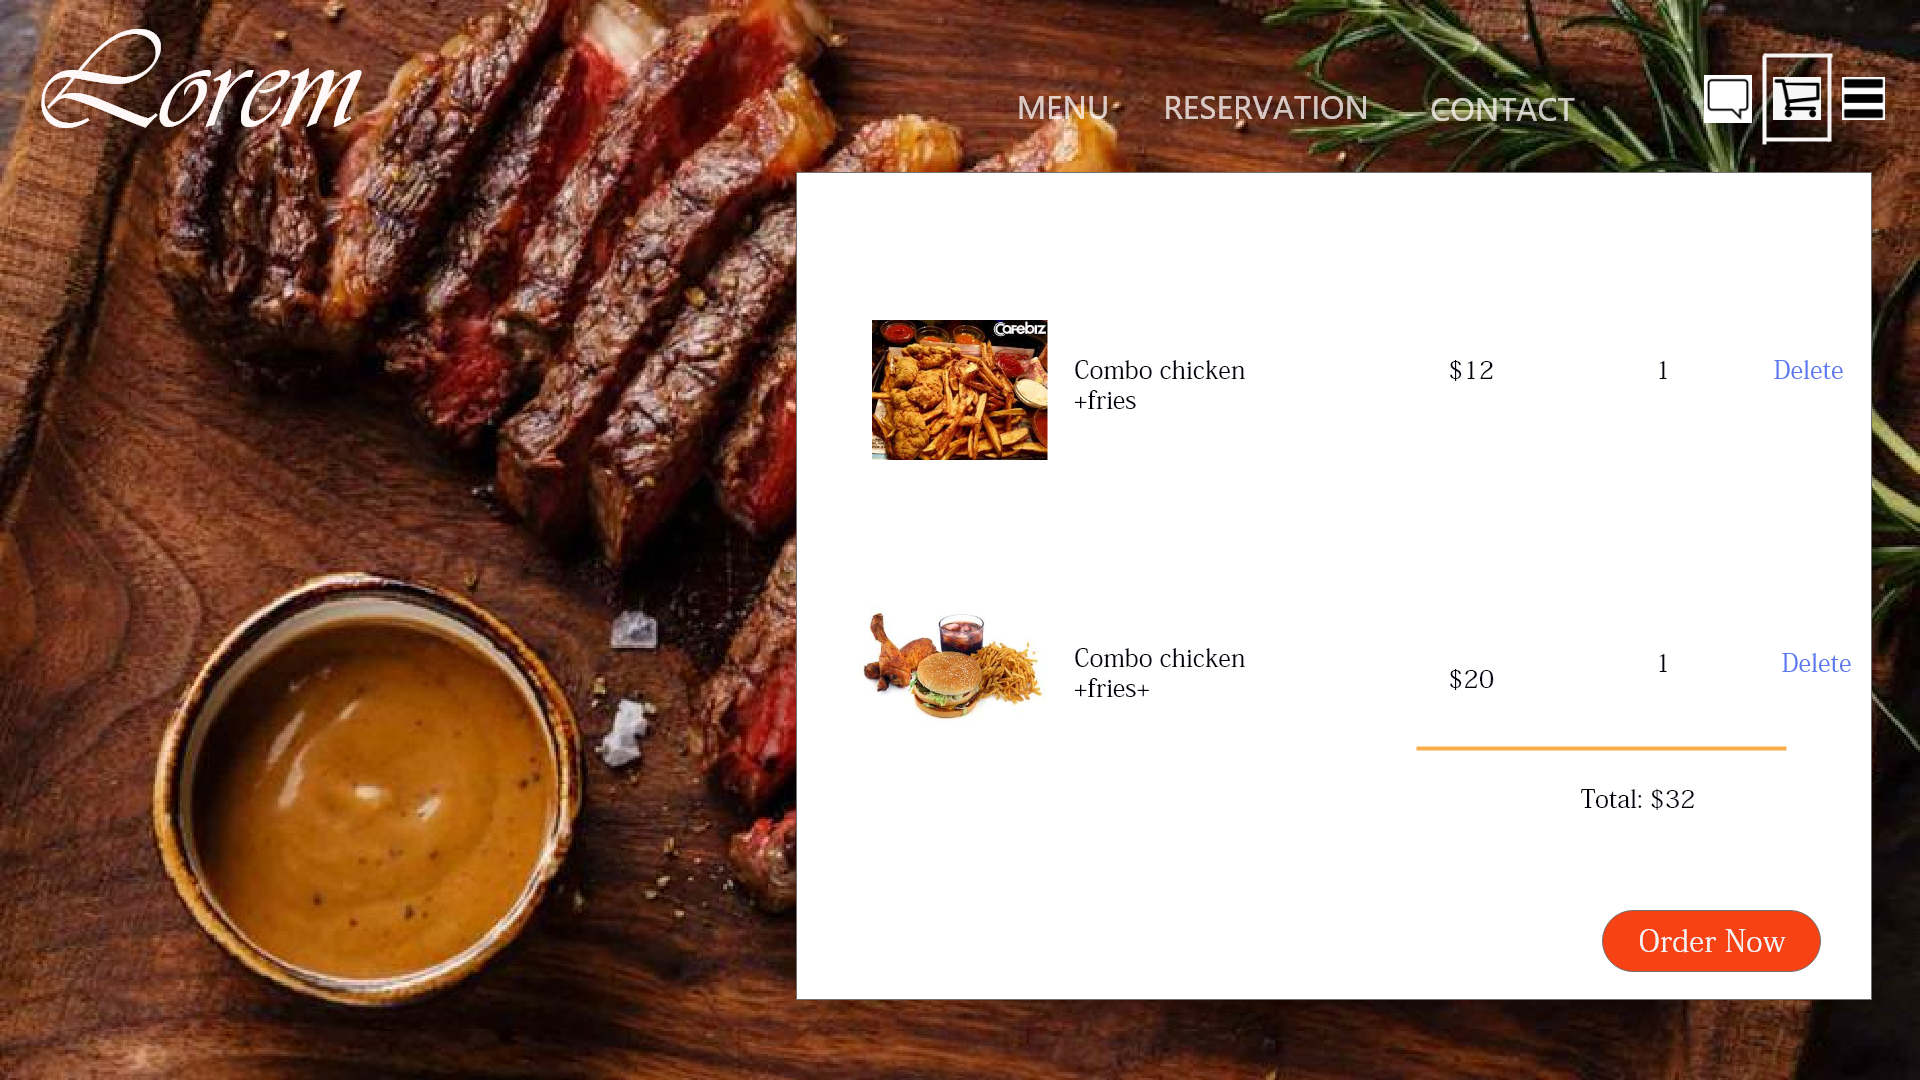 Lorem
MENU RESERVATION CONTACT
Cafebiz
Combo chicken
+fries
$12
1
Delete
Combo chicken
+fries+
$20
1
Delete
Total: $32
Order Now